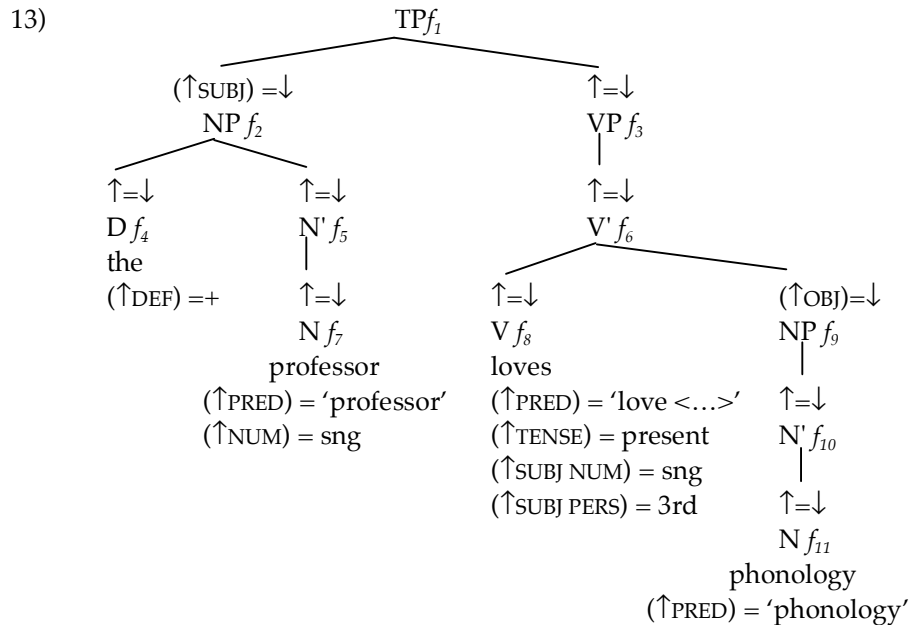 13) TPf₁
(↑SUBJ) =↓ ↑=↓
NP f₂ VP f₃
↑=↓ ↑=↓ ↑=↓
D f₄ N' f₅ V' f₆
the
(↑DEF) =+ ↑=↓ ↑=↓ (↑OBJ)=↓
N f₇ V f₈ NP f₉
professor loves
(↑PRED) = ‘professor’ (↑PRED) = ‘love <…>’ ↑=↓
(↑NUM) = sng (↑TENSE) = present N' f₁₀
(↑SUBJ NUM) = sng
(↑SUBJ PERS) = 3rd ↑=↓
N f₁₁
phonology
(↑PRED) = ‘phonology’